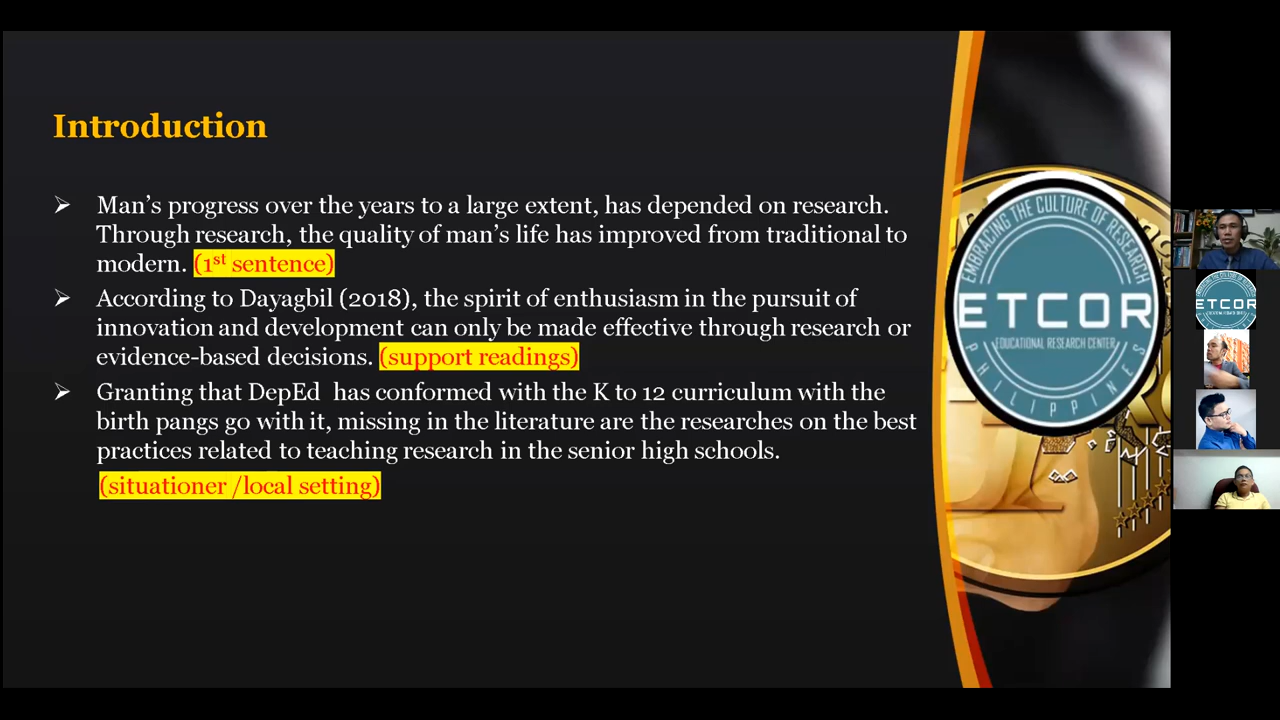 Introduction
➢ Man’s progress over the years to a large extent, has depended on research.
Through research, the quality of man’s life has improved from traditional to
modern. (1st sentence)
➢ According to Dayagbil (2018), the spirit of enthusiasm in the pursuit of
innovation and development can only be made effective through research or
evidence-based decisions. (support readings)
➢ Granting that DepEd has conformed with the K to 12 curriculum with the
birth pangs go with it, missing in the literature are the researches on the best
practices related to teaching research in the senior high schools.
(situationer /local setting)
EMBRACING THE CULTURE OF RESEARCH
ETCOR
EDUCATIONAL RESEARCH CENTER
PHILIPPINES
ETCOR